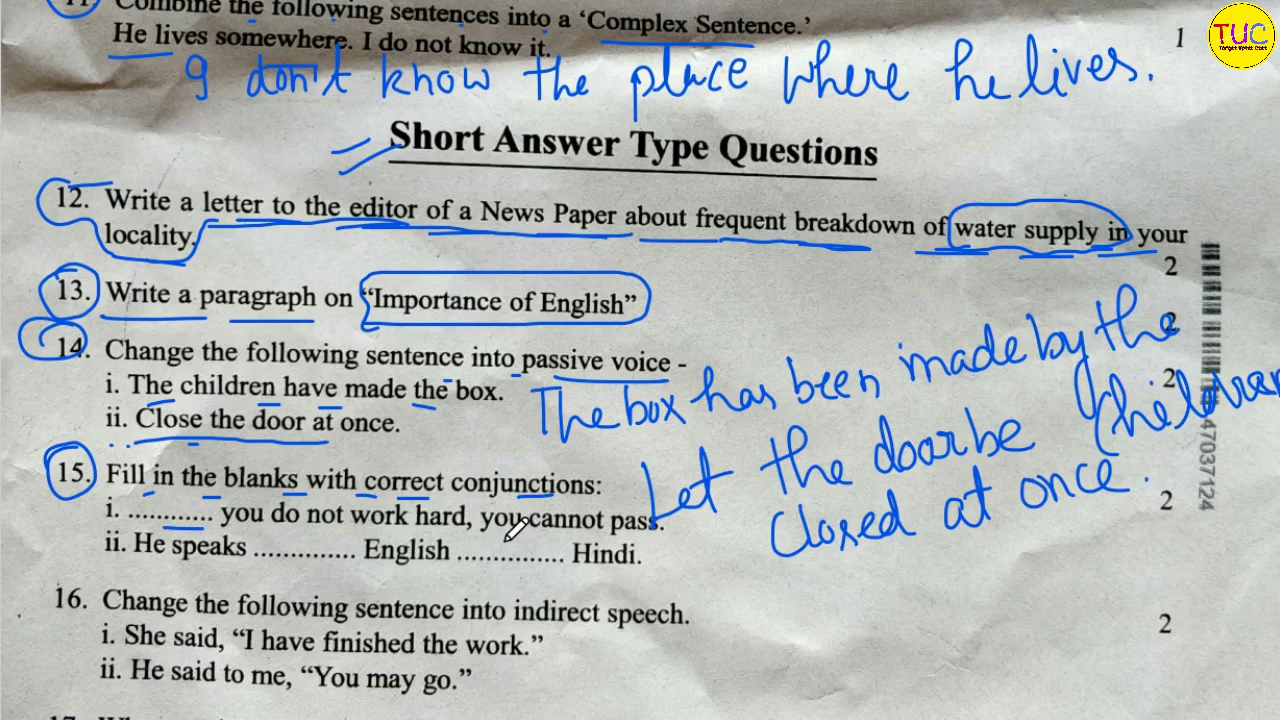 Combine the following sentences into a ‘Complex Sentence.’
He lives somewhere. I do not know it.
1
TUC
I don't know the place where he lives.
Short Answer Type Questions
12. Write a letter to the editor of a News Paper about frequent breakdown of water supply in your
locality.
2
13. Write a paragraph on “Importance of English”
2
14. Change the following sentence into passive voice -
2
i. The children have made the box.
The box has been made by the
children
ii. Close the door at once.
Let the door be
closed at once.
15. Fill in the blanks with correct conjunctions:
2
i. ............. you do not work hard, you cannot pass.
ii. He speaks ............... English ................ Hindi.
47037124
16. Change the following sentence into indirect speech.
2
i. She said, “I have finished the work.”
ii. He said to me, “You may go.”